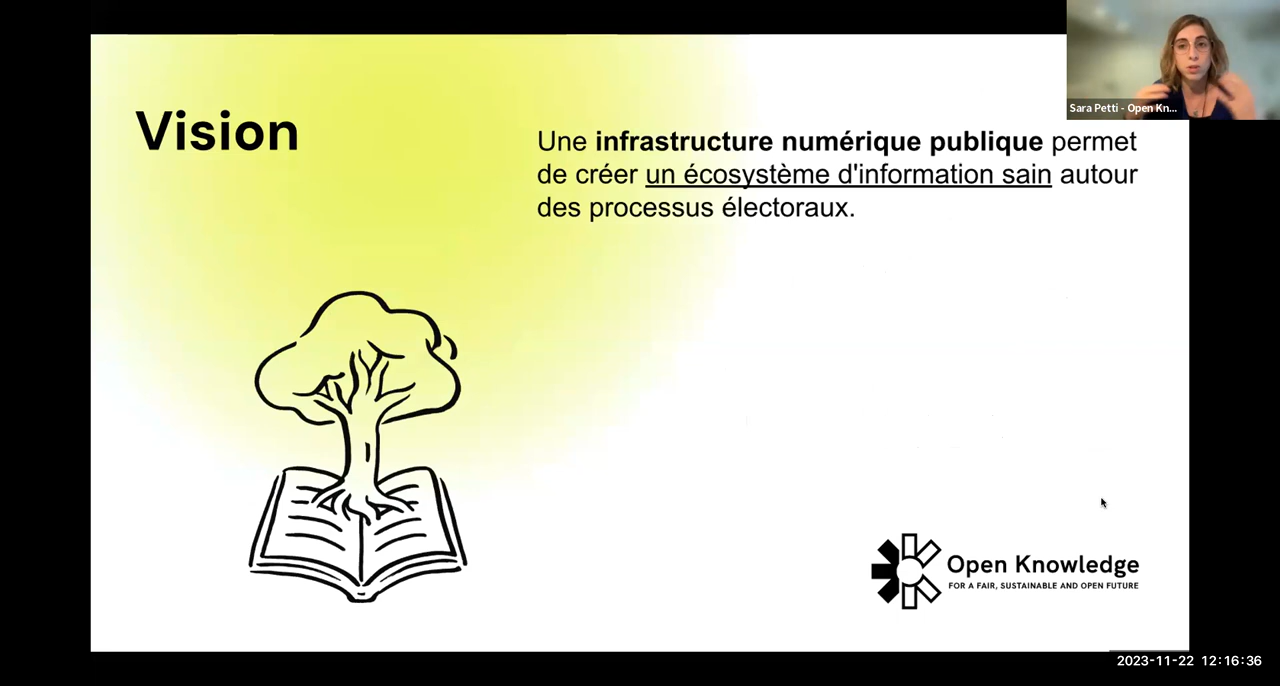 Vision
Une infrastructure numérique publique permet
de créer un écosystème d'information sain autour
des processus électoraux.
Sara Petti - Open Kn...
Open Knowledge
FOR A FAIR, SUSTAINABLE AND OPEN FUTURE
2023-11-22 12:16:36